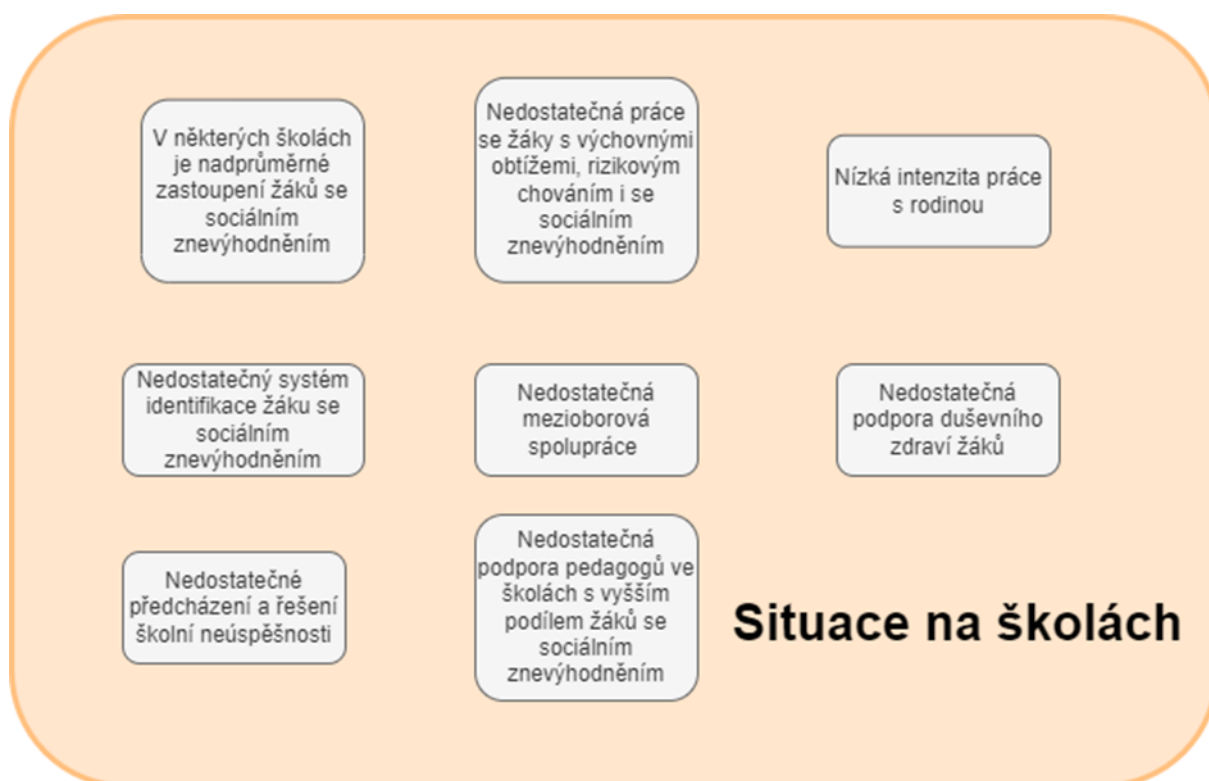 V některých školách
je nadprůměrné
zastoupení žáků se
sociálním
znevýhodněním
Nedostatečná práce
se žáky s výchovnými
obtížemi, rizikovým
chováním i se
sociálním
znevýhodněním
Nízká intenzita práce
s rodinou
Nedostatečný systém
identifikace žáku se
sociálním
znevýhodněním
Nedostatečná
mezioborová
spolupráce
Nedostatečná
podpora duševního
zdraví žáků
Nedostatečné
předcházení a řešení
školní neúspěšnosti
Nedostatečná
podpora pedagogů ve
školách s vyšším
podílem žáků se
sociálním
znevýhodněním
Situace na školách